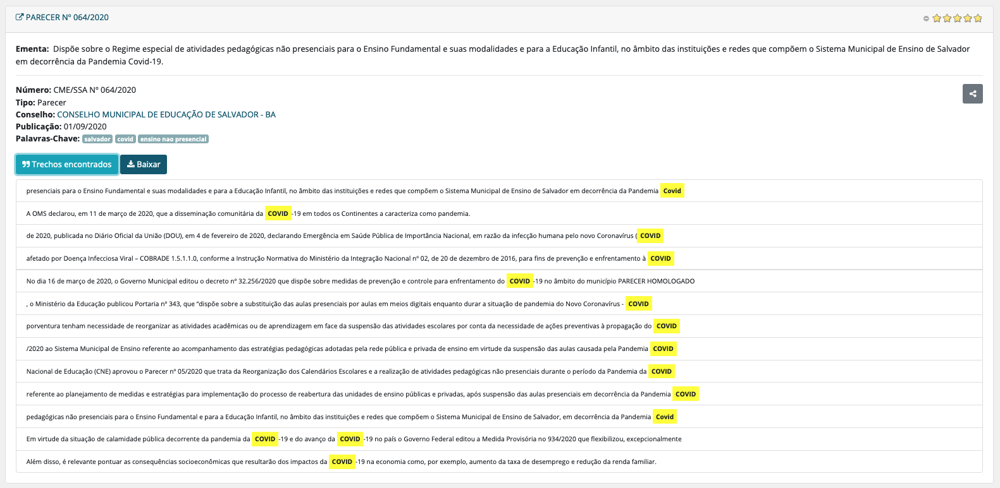 PARECER Nº 064/2020
Ementa: Dispõe sobre o Regime especial de atividades pedagógicas não presenciais para o Ensino Fundamental e suas modalidades e para a Educação Infantil, no âmbito das instituições e redes que compõem o Sistema Municipal de Ensino de Salvador
em decorrência da Pandemia Covid-19.
Número: CME/SSA Nº 064/2020
Tipo: Parecer
Conselho: CONSELHO MUNICIPAL DE EDUCAÇÃO DE SALVADOR - BA
Publicação: 01/09/2020
Palavras-Chave: salvador covid ensino nao presencial
Trechos encontrados Baixar
presenciais para o Ensino Fundamental e suas modalidades e para a Educação Infantil, no âmbito das instituições e redes que compõem o Sistema Municipal de Ensino de Salvador em decorrência da Pandemia Covid
A OMS declarou, em 11 de março de 2020, que a disseminação comunitária da COVID -19 em todos os Continentes a caracteriza como pandemia.
de 2020, publicada no Diário Oficial da União (DOU), em 4 de fevereiro de 2020, declarando Emergência em Saúde Pública de Importância Nacional, em razão da infecção humana pelo novo Coronavírus ( COVID
afetado por Doença Infecciosa Viral – COBRADE 1.5.1.1.0, conforme a Instrução Normativa do Ministério da Integração Nacional nº 02, de 20 de dezembro de 2016, para fins de prevenção e enfrentamento à COVID
No dia 16 de março de 2020, o Governo Municipal editou o decreto nº 32.256/2020 que dispõe sobre medidas de prevenção e controle para enfrentamento do COVID -19 no âmbito do município PARECER HOMOLOGADO
, o Ministério da Educação publicou Portaria nº 343, que “dispõe sobre a substituição das aulas presenciais por aulas em meios digitais enquanto durar a situação de pandemia do Novo Coronavírus - COVID
porventura tenham necessidade de reorganizar as atividades acadêmicas ou de aprendizagem em face da suspensão das atividades escolares por conta da necessidade de ações preventivas à propagação do COVID
/2020 ao Sistema Municipal de Ensino referente ao acompanhamento das estratégias pedagógicas adotadas pela rede pública e privada de ensino em virtude da suspensão das aulas causada pela Pandemia COVID
Nacional de Educação (CNE) aprovou o Parecer nº 05/2020 que trata da Reorganização dos Calendários Escolares e a realização de atividades pedagógicas não presenciais durante o período da Pandemia da COVID
referente ao planejamento de medidas e estratégias para implementação do processo de reabertura das unidades de ensino públicas e privadas, após suspensão das aulas presenciais em decorrência da Pandemia COVID
pedagógicas não presenciais para o Ensino Fundamental e para a Educação Infantil, no âmbito das instituições e redes que compõem o Sistema Municipal de Ensino de Salvador, em decorrência da Pandemia Covid
Em virtude da situação de calamidade pública decorrente da pandemia da COVID -19 e do avanço da COVID -19 no país o Governo Federal editou a Medida Provisória no 934/2020 que flexibilizou, excepcionalmente
Além disso, é relevante pontuar as consequências socioeconômicas que resultarão dos impactos da COVID -19 na economia como, por exemplo, aumento da taxa de desemprego e redução da renda familiar.